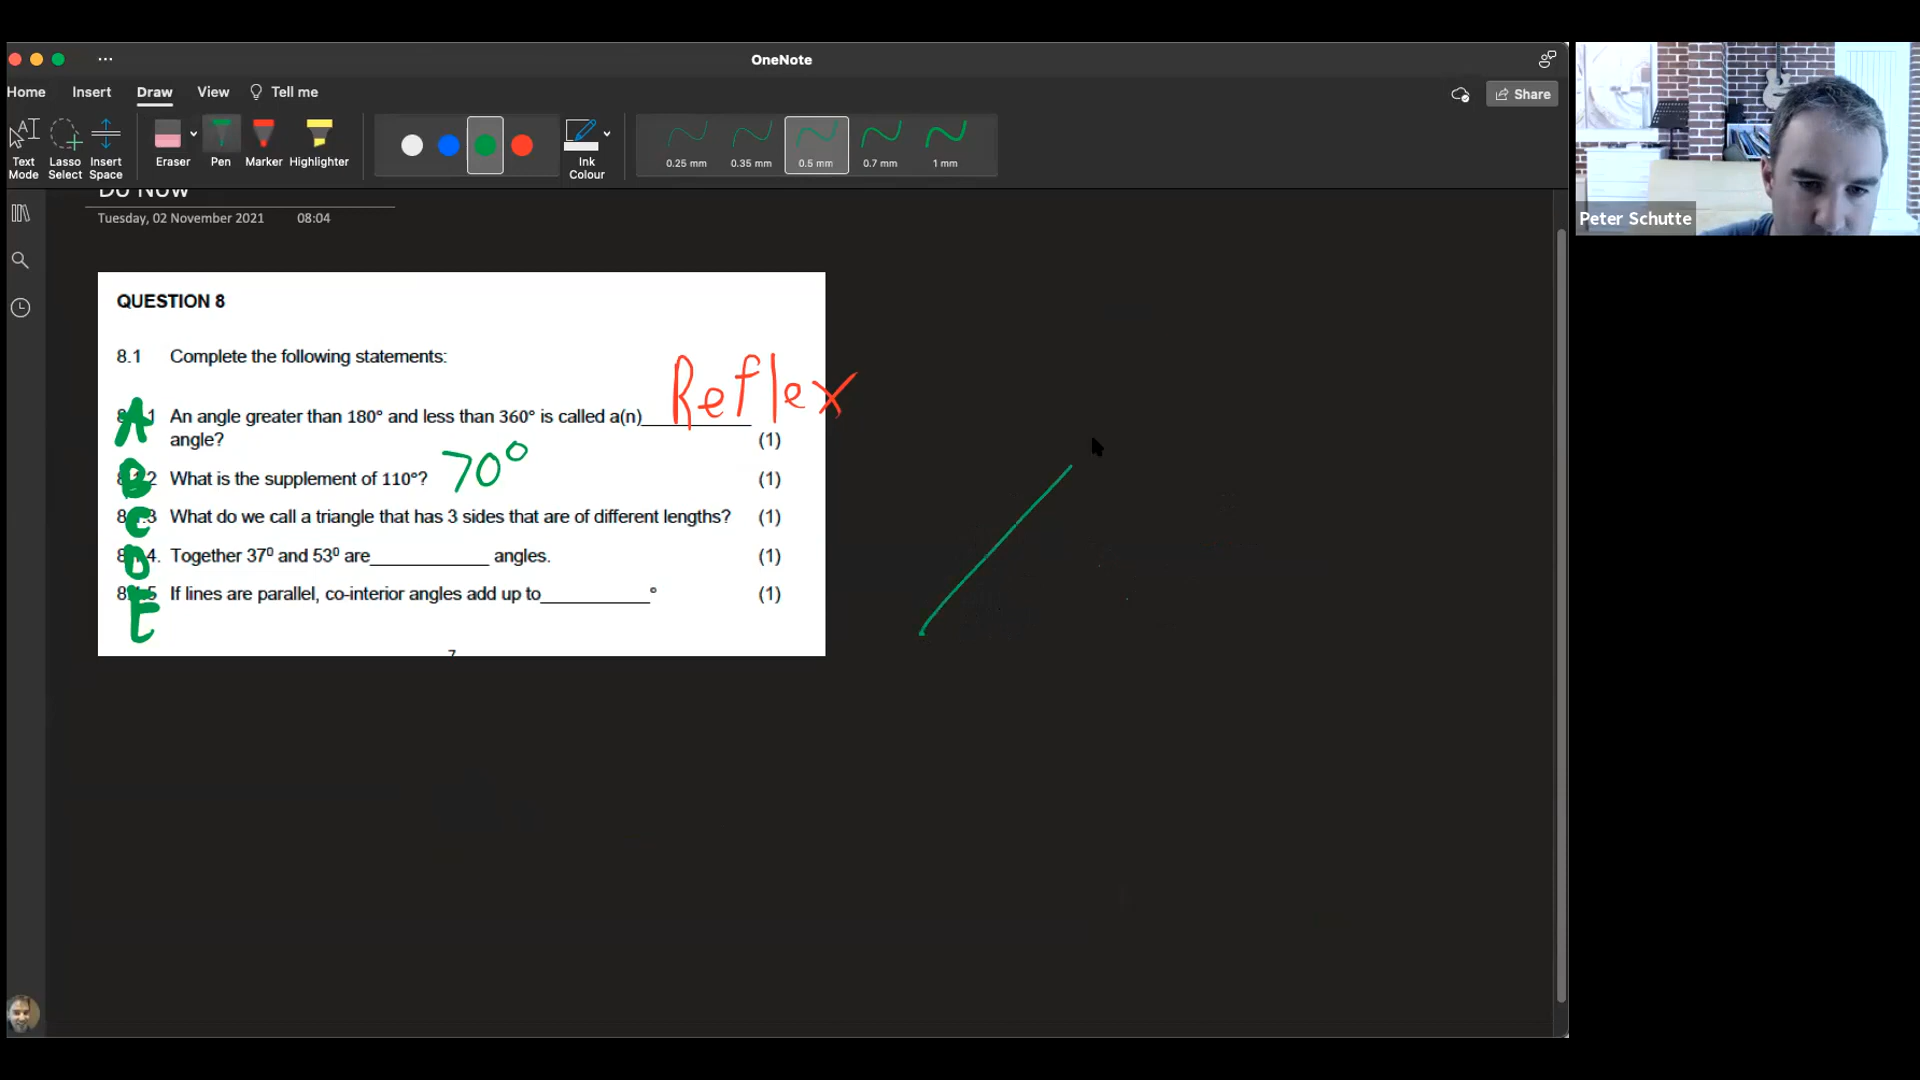 OneNote
Home Insert Draw View Tell me
Share
Text Mode
Lasso Select
Insert Space
Eraser
Pen
Marker
Highlighter
Ink Colour
0.25 mm
0.35 mm
0.5 mm
0.7 mm
1 mm
Peter Schutte
Do Now
Tuesday, 02 November 2021 08:04
QUESTION 8
8.1 Complete the following statements:
Reflex
A An angle greater than 180° and less than 360° is called a(n)__________
angle? (1)
B What is the supplement of 110°? 70° (1)
C What do we call a triangle that has 3 sides that are of different lengths? (1)
D Together 37⁰ and 53⁰ are___________ angles. (1)
E If lines are parallel, co-interior angles add up to__________° (1)